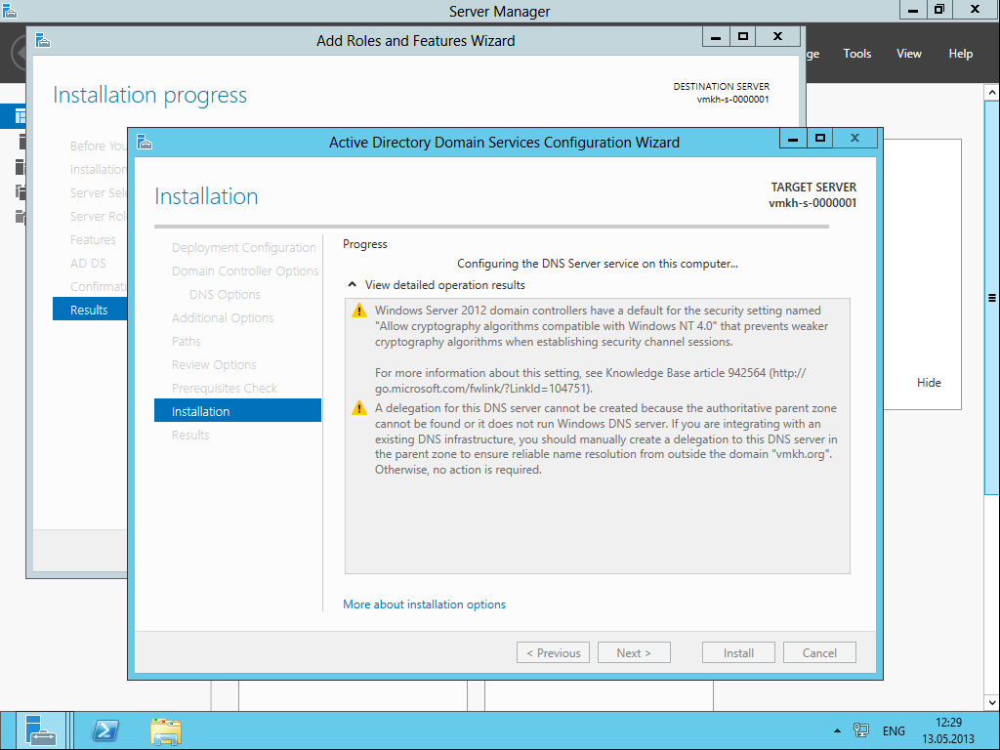 Server Manager
Add Roles and Features Wizard
Tools
View
Help
Installation progress
DESTINATION SERVER
vmkh-s-0000001
Before You
Installation
Server Sele
Server Rol
Features
AD DS
Confirmati
Results
Active Directory Domain Services Configuration Wizard
Installation
TARGET SERVER
vmkh-s-0000001
Deployment Configuration
Domain Controller Options
DNS Options
Additional Options
Paths
Review Options
Prerequisites Check
Installation
Results
Progress
Configuring the DNS Server service on this computer...
View detailed operation results
Windows Server 2012 domain controllers have a default for the security setting named
"Allow cryptography algorithms compatible with Windows NT 4.0" that prevents weaker
cryptography algorithms when establishing security channel sessions.
For more information about this setting, see Knowledge Base article 942564 (http://
go.microsoft.com/fwlink/?LinkId=104751).
A delegation for this DNS server cannot be created because the authoritative parent zone
cannot be found or it does not run Windows DNS server. If you are integrating with an
existing DNS infrastructure, you should manually create a delegation to this DNS server in
the parent zone to ensure reliable name resolution from outside the domain "vmkh.org".
Otherwise, no action is required.
Hide
More about installation options
< Previous
Next >
Install
Cancel
ENG
12:29
13.05.2013